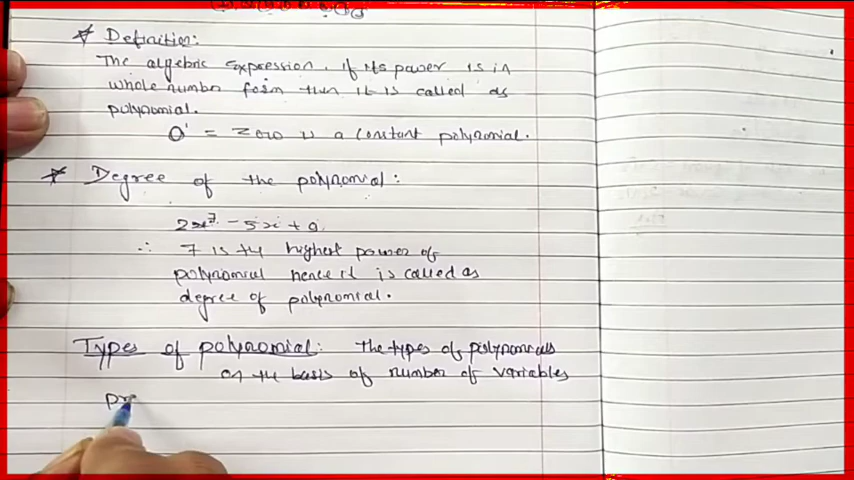 Definition:
The algebric expression, if its power is in
whole number form then it is called as
polynomial.
0' = Zero is a constant polynomial.
Degree of the polynomial:
2x⁷ - 5x + 9
∴ 7 is the highest power of
polynomial hence it is called as
degree of polynomial.
Types of polynomial: The types of polynomials
on the basis of number of variables
Pr